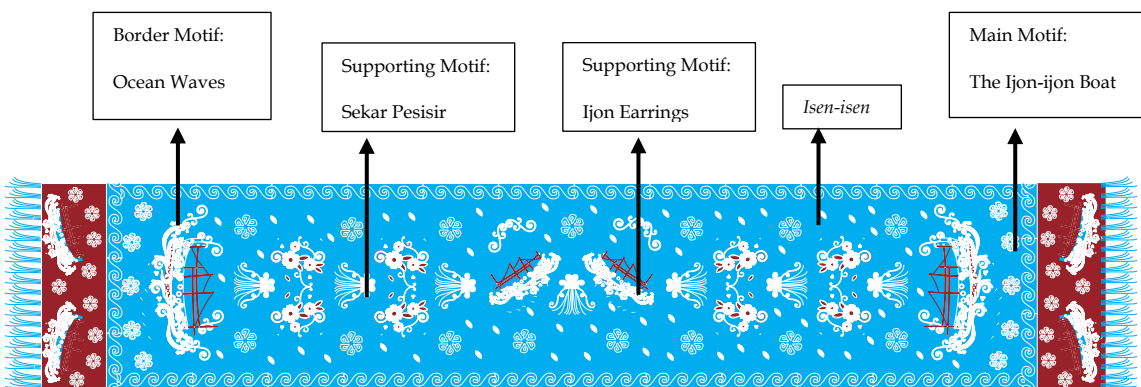 Border Motif:
Ocean Waves
Supporting Motif:
Sekar Pesisir
Supporting Motif:
Ijon Earrings
Isen-isen
Main Motif:
The Ijon-ijon Boat